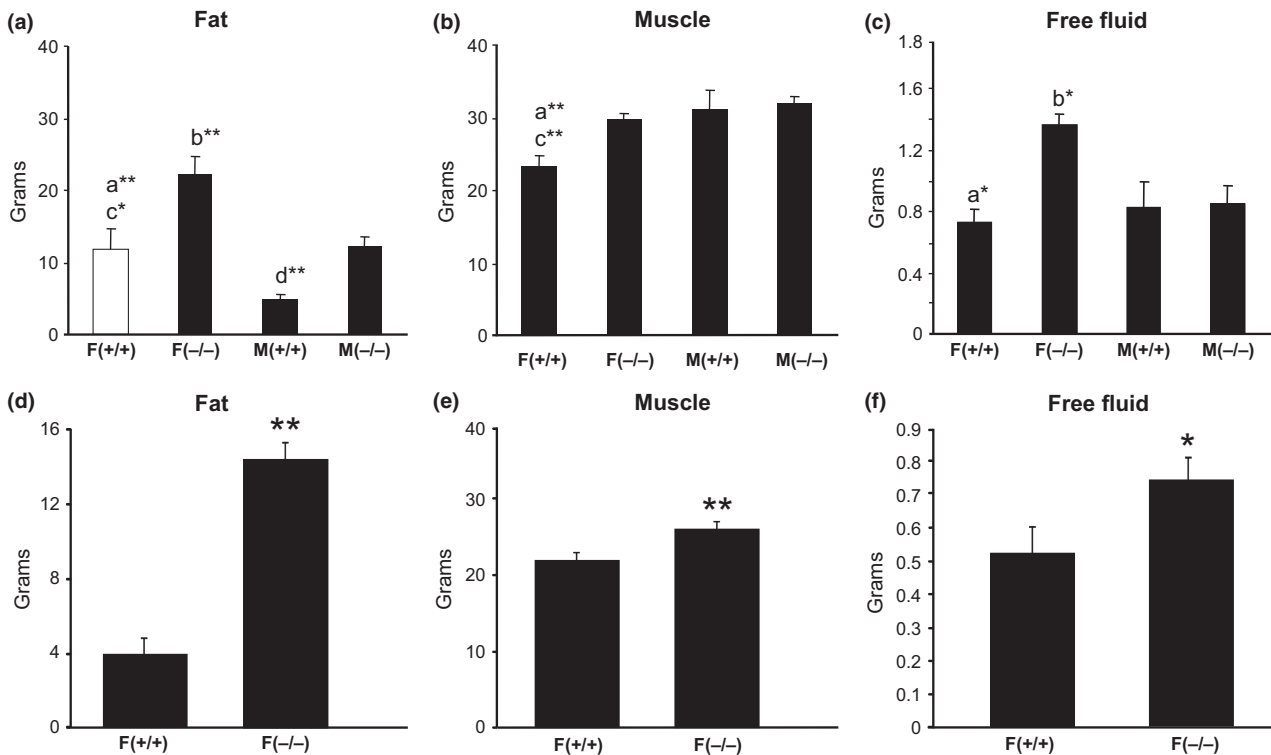 (a)
Fat
40
30
20
10
0
Grams
a**
c*
b**
d**
F(+/+) F(–/–) M(+/+) M(–/–)
(b)
Muscle
40
30
20
10
0
Grams
a**
c**
F(+/+) F(–/–) M(+/+) M(–/–)
(c)
Free fluid
1.8
1.6
1.2
0.8
0.4
0
Grams
a*
b*
F(+/+) F(–/–) M(+/+) M(–/–)
(d)
Fat
16
12
8
4
0
Grams
**
F(+/+) F(–/–)
(e)
Muscle
40
30
20
10
0
Grams
**
F(+/+) F(–/–)
(f)
Free fluid
0.9
0.8
0.7
0.6
0.5
0.4
0.3
0.2
0.1
0
Grams
*
F(+/+) F(–/–)